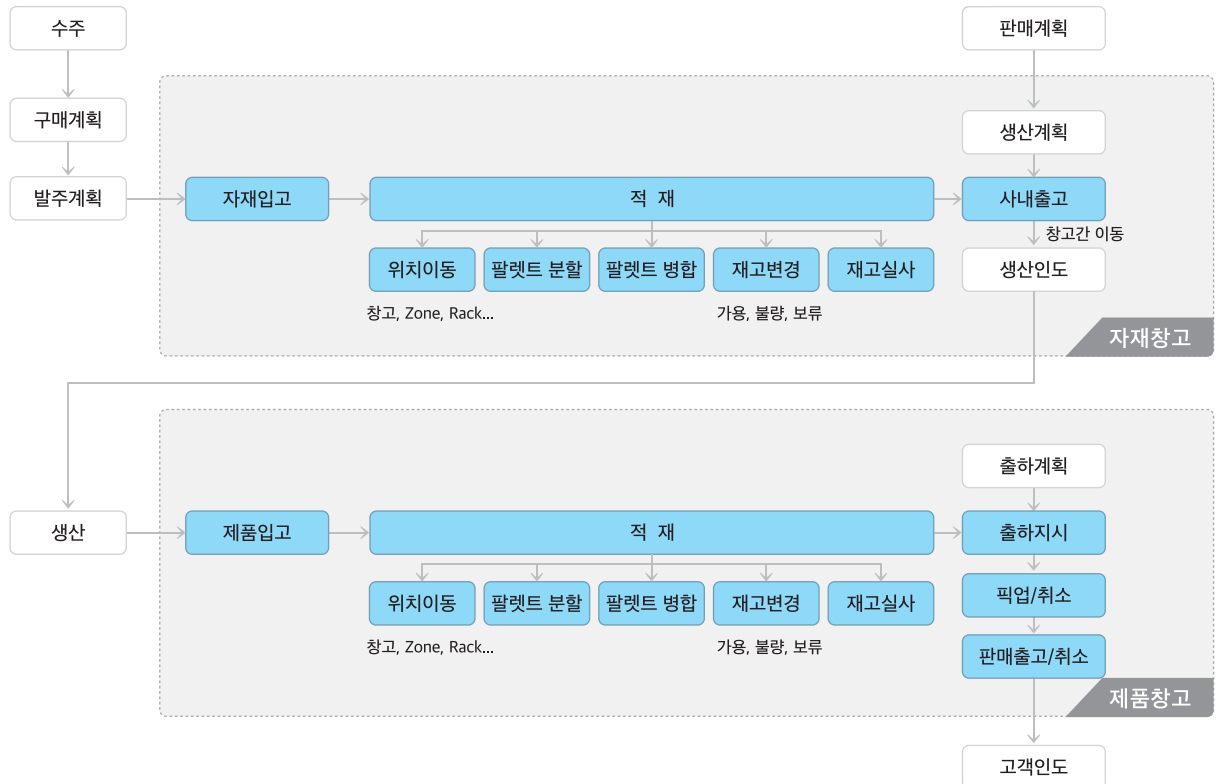 수주
판매계획
구매계획
생산계획
발주계획
자재입고
적 재
사내출고
창고간 이동
위치이동
팔렛트 분할
팔렛트 병합
재고변경
재고실사
생산인도
창고, Zone, Rack...
가용, 불량, 보류
자재창고
출하계획
생산
제품입고
적 재
출하지시
위치이동
팔렛트 분할
팔렛트 병합
재고변경
재고실사
픽업/취소
창고, Zone, Rack...
가용, 불량, 보류
판매출고/취소
제품창고
고객인도